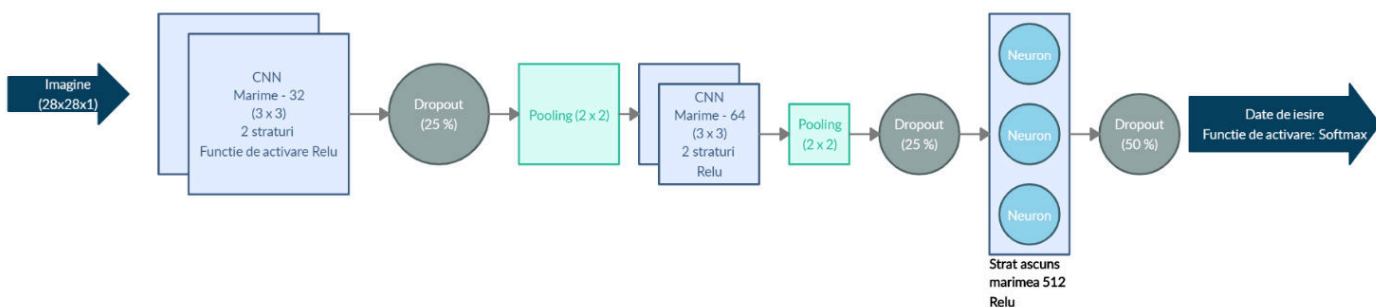 Imagine
(28x28x1)
CNN
Marime - 32
(3 x 3)
2 straturi
Functie de activare Relu
Dropout
(25 %)
Pooling (2 x 2)
CNN
Marime - 64
(3 x 3)
2 straturi
Relu
Pooling
(2 x 2)
Dropout
(25 %)
Neuron
Neuron
Neuron
Strat ascuns
marimea 512
Relu
Dropout
(50 %)
Date de iesire
Functie de activare: Softmax